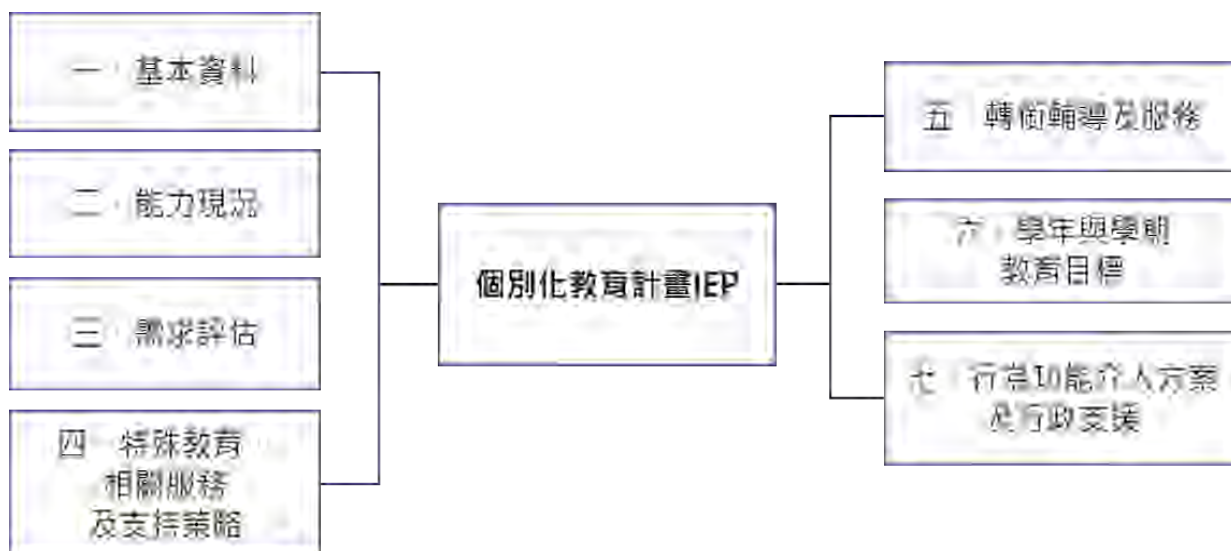 一、基本資料
二、能力現況
三、需求評估
四、特殊教育
相關服務
及支持策略
個別化教育計畫IEP
五、轉銜輔導及服務
六、學年與學期
教育目標
七、行為功能介入方案
及行政支援